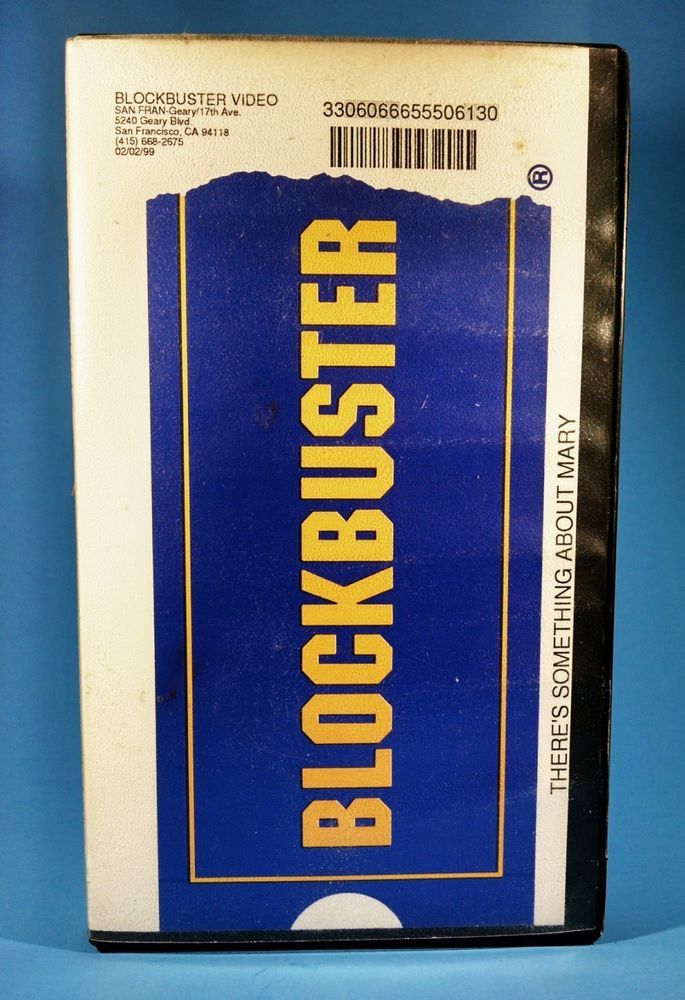 BLOCKBUSTER VIDEO
SAN FRAN-Geary/17th Ave.
5240 Geary Blvd.
San Francisco, CA 94118
(415) 668-2675
02/02/99
3306066655506130
®
BLOCKBUSTER
THERE'S SOMETHING ABOUT MARY